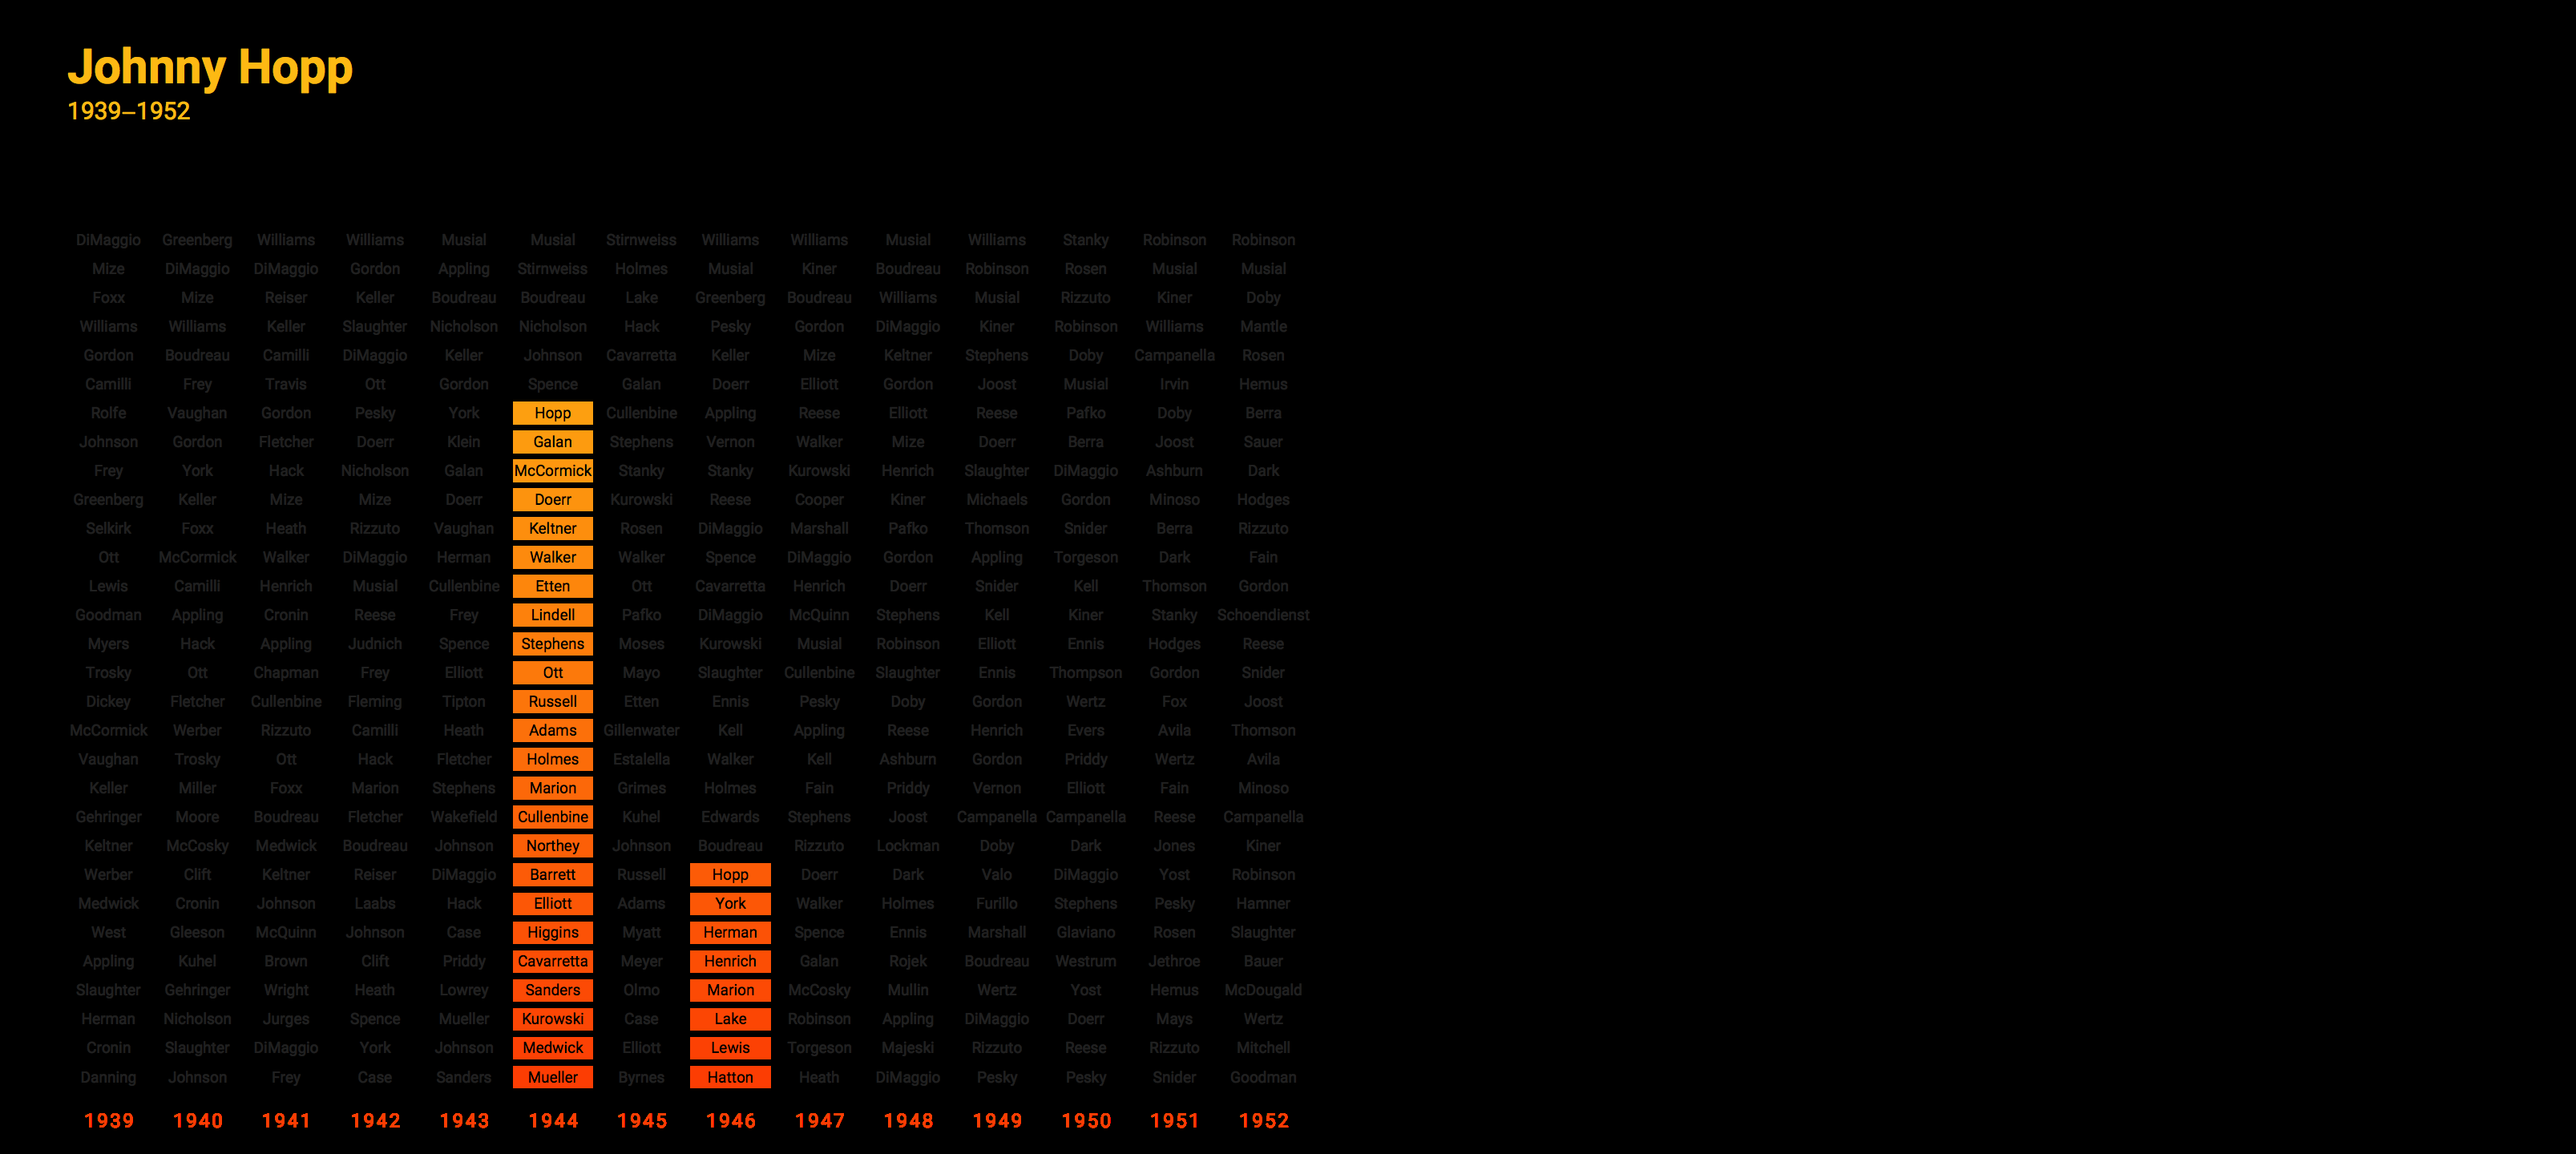 Johnny Hopp
1939–1952
DiMaggio Greenberg Williams Williams Musial Musial Stirnweiss Williams Williams Musial Williams Stanky Robinson Robinson
Mize DiMaggio DiMaggio Gordon Appling Stirnweiss Holmes Musial Kiner Boudreau Robinson Rosen Musial Musial
Foxx Mize Reiser Keller Boudreau Boudreau Lake Greenberg Boudreau Williams Musial Rizzuto Kiner Doby
Williams Williams Keller Slaughter Nicholson Nicholson Hack Pesky Gordon DiMaggio Kiner Robinson Williams Mantle
Gordon Boudreau Camilli DiMaggio Keller Johnson Cavarretta Keller Mize Keltner Stephens Doby Campanella Rosen
Camilli Frey Travis Ott Gordon Spence Galan Doerr Elliott Gordon Joost Musial Irvin Hemus
Rolfe Vaughan Gordon Pesky York Hopp Cullenbine Appling Reese Elliott Reese Pafko Doby Berra
Johnson Gordon Fletcher Doerr Klein Galan Stephens Vernon Walker Mize Doerr Berra Joost Sauer
Frey York Hack Nicholson Galan McCormick Stanky Stanky Kurowski Henrich Slaughter DiMaggio Ashburn Dark
Greenberg Keller Mize Mize Doerr Doerr Kurowski Reese Cooper Kiner Michaels Gordon Minoso Hodges
Selkirk Foxx Heath Rizzuto Vaughan Keltner Rosen DiMaggio Marshall Pafko Thomson Snider Berra Rizzuto
Ott McCormick Walker DiMaggio Herman Walker Walker Spence DiMaggio Gordon Appling Torgeson Dark Fain
Lewis Camilli Henrich Musial Cullenbine Etten Ott Cavarretta Henrich Doerr Snider Kell Thomson Gordon
Goodman Appling Cronin Reese Frey Lindell Pafko DiMaggio McQuinn Stephens Kell Kiner Stanky Schoendienst
Myers Hack Appling Judnich Spence Stephens Moses Kurowski Musial Robinson Elliott Ennis Hodges Reese
Trosky Ott Chapman Frey Elliott Ott Mayo Slaughter Cullenbine Slaughter Ennis Thompson Gordon Snider
Dickey Fletcher Cullenbine Fleming Tipton Russell Etten Ennis Pesky Doby Gordon Wertz Fox Joost
McCormick Werber Rizzuto Camilli Heath Adams Gillenwater Kell Appling Reese Henrich Evers Avila Thomson
Vaughan Trosky Ott Hack Fletcher Holmes Estalella Walker Kell Ashburn Gordon Priddy Wertz Avila
Keller Miller Foxx Marion Stephens Marion Grimes Holmes Fain Priddy Vernon Elliott Fain Minoso
Gehringer Moore Boudreau Fletcher Wakefield Cullenbine Kuhel Edwards Stephens Joost Campanella Campanella Reese Campanella
Keltner McCosky Medwick Boudreau Johnson Northey Johnson Boudreau Rizzuto Lockman Doby Dark Jones Kiner
Werber Clift Keltner Reiser DiMaggio Barrett Russell Hopp Doerr Dark Valo DiMaggio Yost Robinson
Medwick Cronin Johnson Laabs Hack Elliott Adams York Walker Holmes Furillo Stephens Pesky Hamner
West Gleeson McQuinn Johnson Case Higgins Myatt Herman Spence Ennis Marshall Glaviano Rosen Slaughter
Appling Kuhel Brown Clift Priddy Cavarretta Meyer Henrich Galan Rojek Boudreau Westrum Jethroe Bauer
Slaughter Gehringer Wright Heath Lowrey Sanders Olmo Marion McCosky Mullin Wertz Yost Hemus McDougald
Herman Nicholson Jurges Spence Mueller Kurowski Case Lake Robinson Appling DiMaggio Doerr Mays Wertz
Cronin Slaughter DiMaggio York Johnson Medwick Elliott Lewis Torgeson Majeski Rizzuto Reese Rizzuto Mitchell
Danning Johnson Frey Case Sanders Mueller Byrnes Hatton Heath DiMaggio Pesky Pesky Snider Goodman
1939 1940 1941 1942 1943 1944 1945 1946 1947 1948 1949 1950 1951 1952